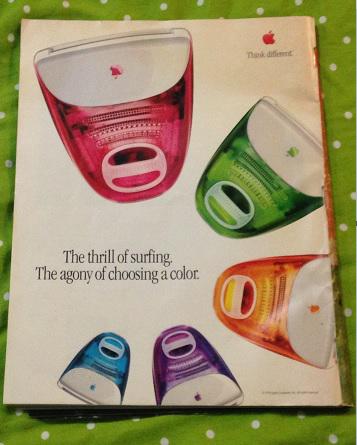 Think different.
The thrill of surfing.
The agony of choosing a color.